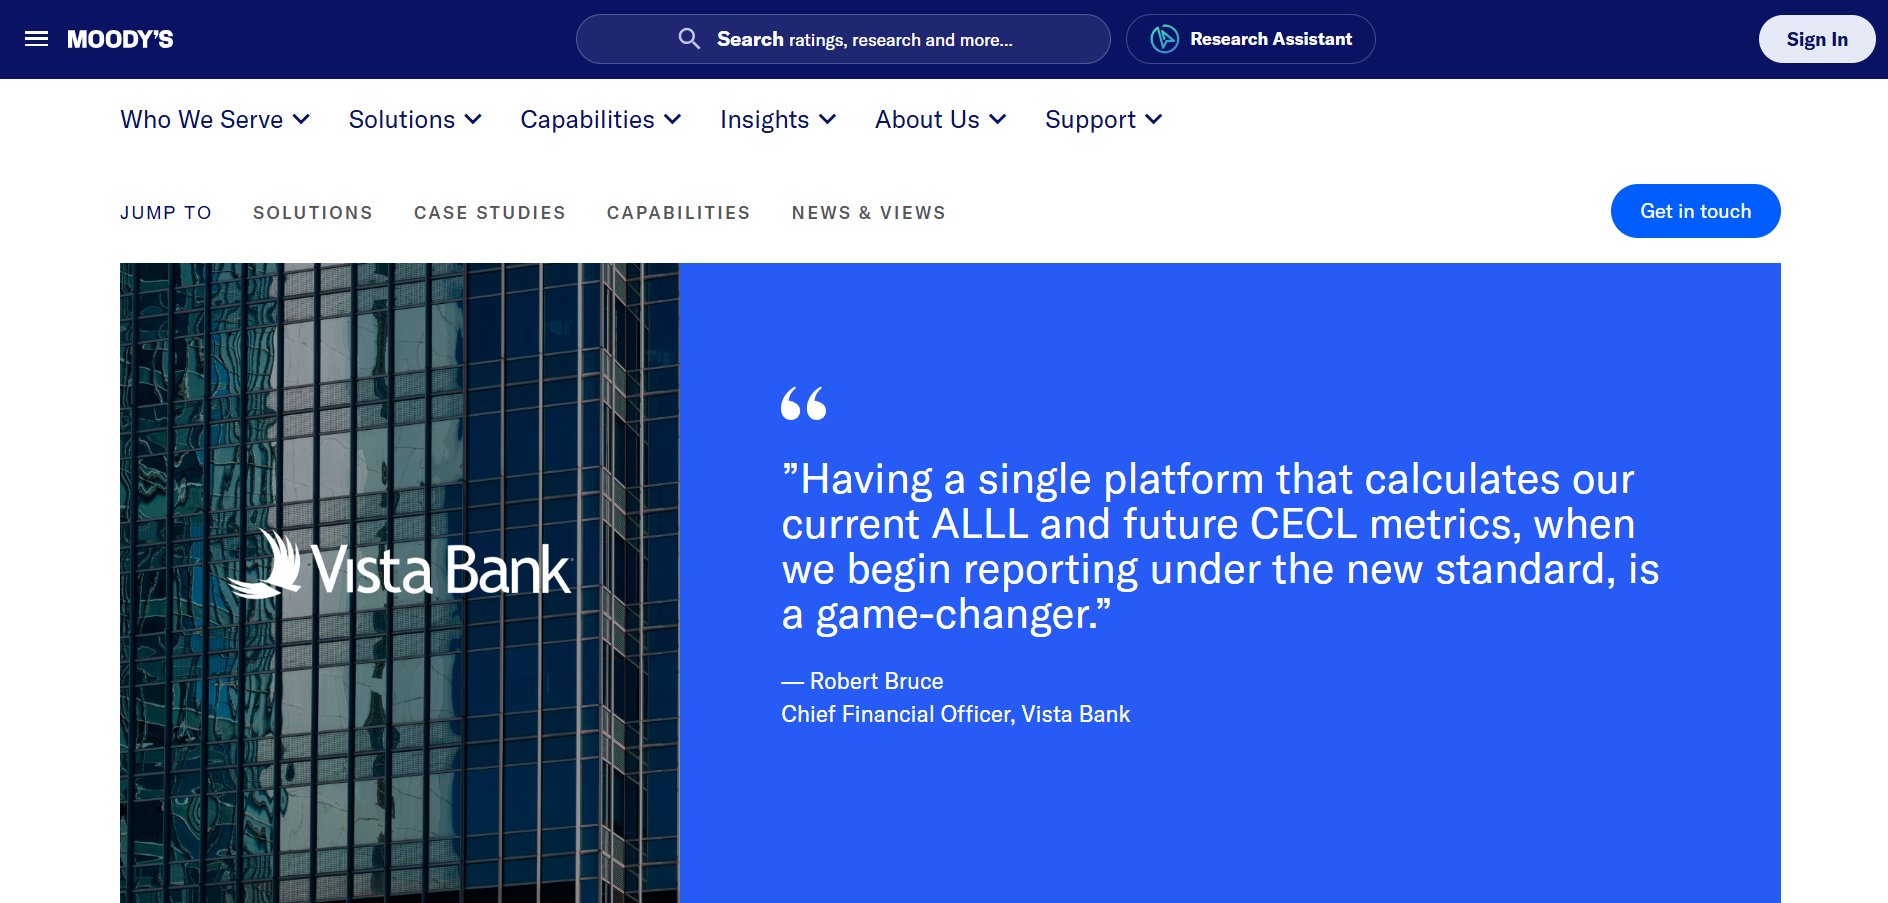 MOODY'S
Search ratings, research and more...
Research Assistant
Sign In
Who We Serve
Solutions
Capabilities
Insights
About Us
Support
JUMP TO
SOLUTIONS
CASE STUDIES
CAPABILITIES
NEWS & VIEWS
Get in touch
Vista Bank
“
”Having a single platform that calculates our
current ALLL and future CECL metrics, when
we begin reporting under the new standard, is
a game-changer.”
— Robert Bruce
Chief Financial Officer, Vista Bank